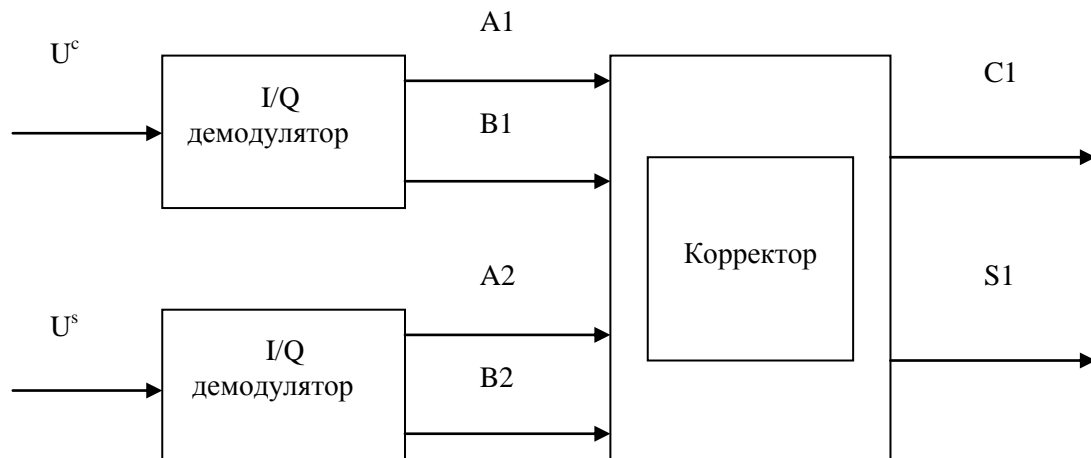 A1
U^c
C1
I/Q
демодулятор
B1
Корректор
A2
S1
U^s
I/Q
демодулятор
B2